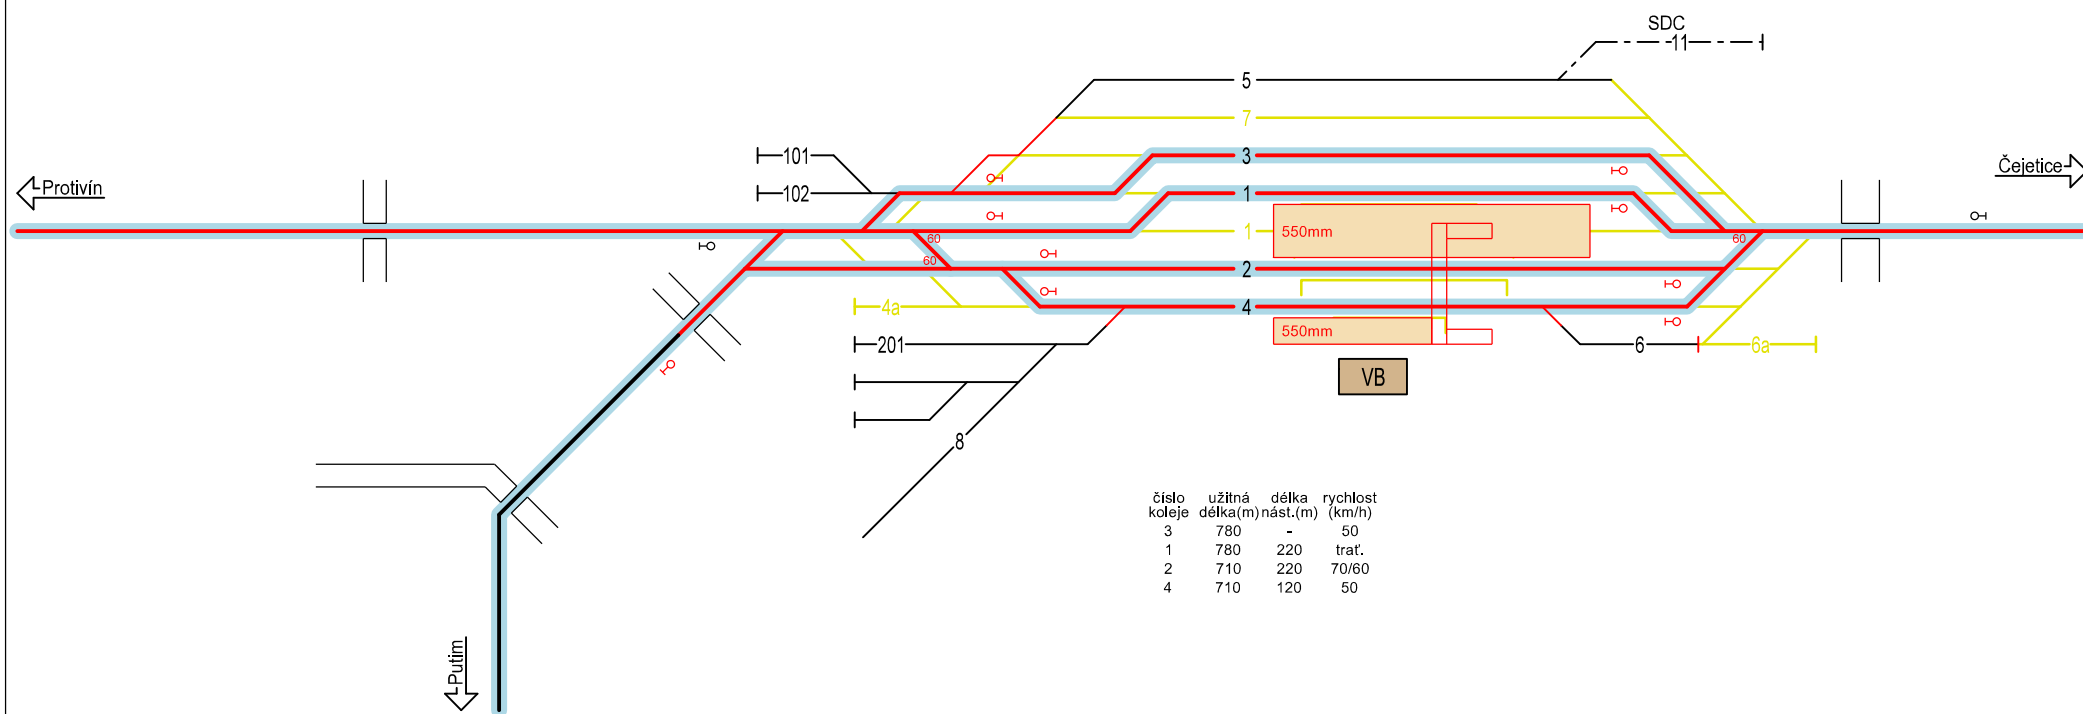 SDC
11
5
7
101
3
Protivín
Čejetice
102
1
60
1
550mm
60
60
2
4a
4
550mm
201
6
6a
VB
8
číslo užitná délka rychlost
koleje délka(m) nást.(m) (km/h)
3 780 - 50
1 780 220 trať.
2 710 220 70/60
4 710 120 50
Putim